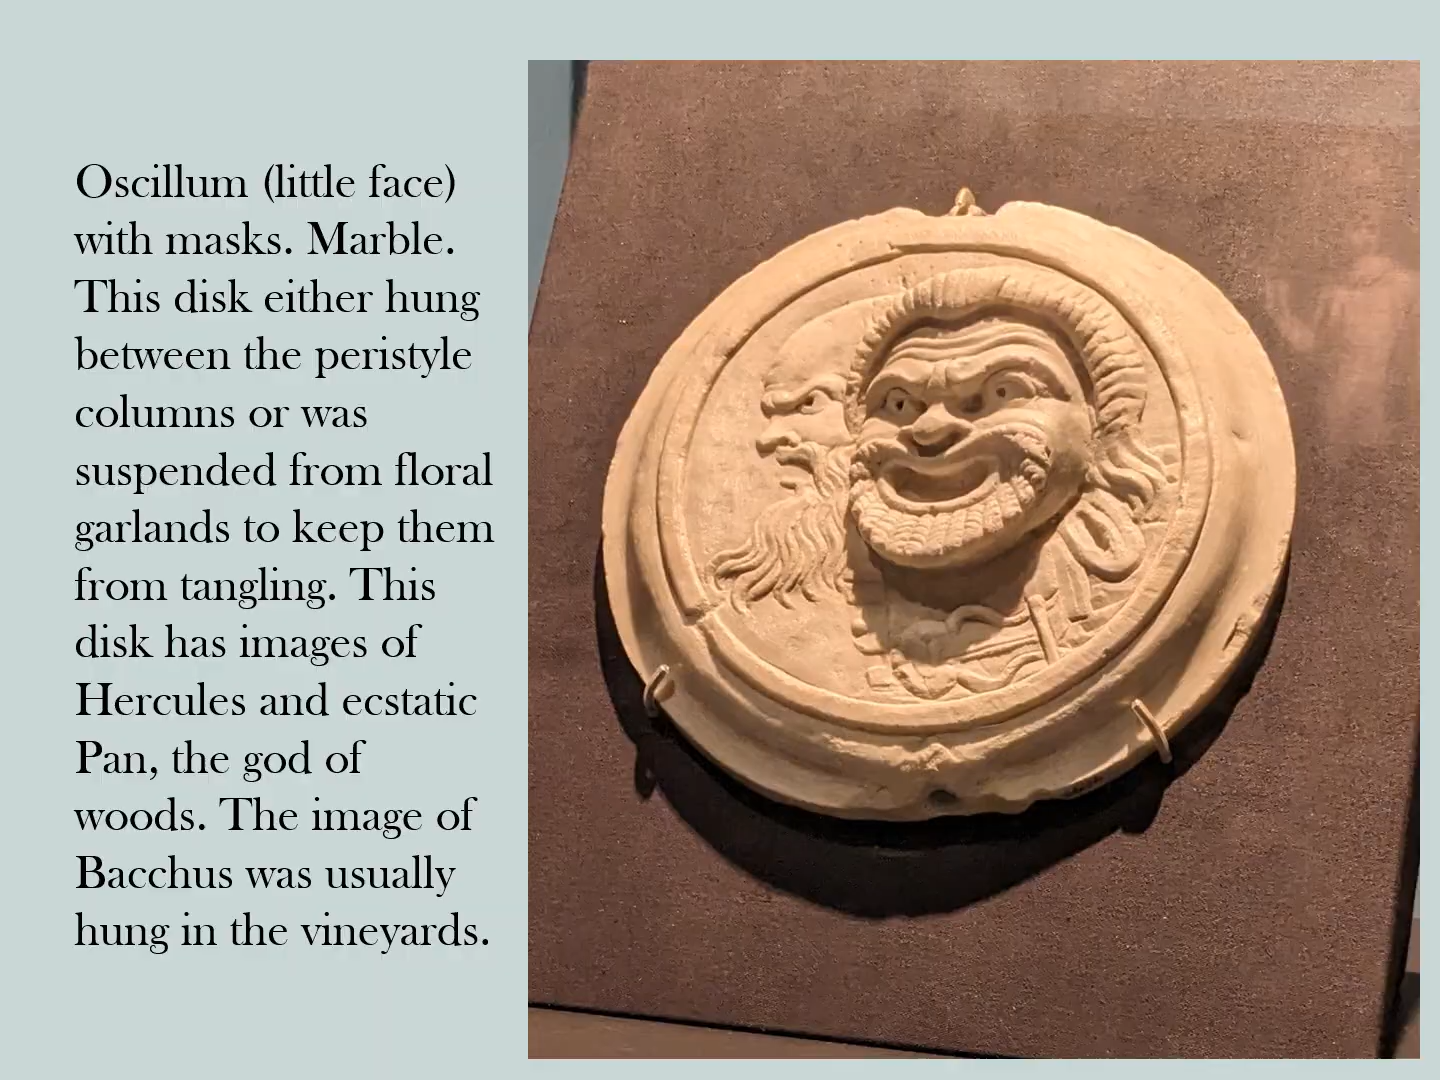 Oscillum (little face)
with masks. Marble.
This disk either hung
between the peristyle
columns or was
suspended from floral
garlands to keep them
from tangling. This
disk has images of
Hercules and ecstatic
Pan, the god of
woods. The image of
Bacchus was usually
hung in the vineyards.